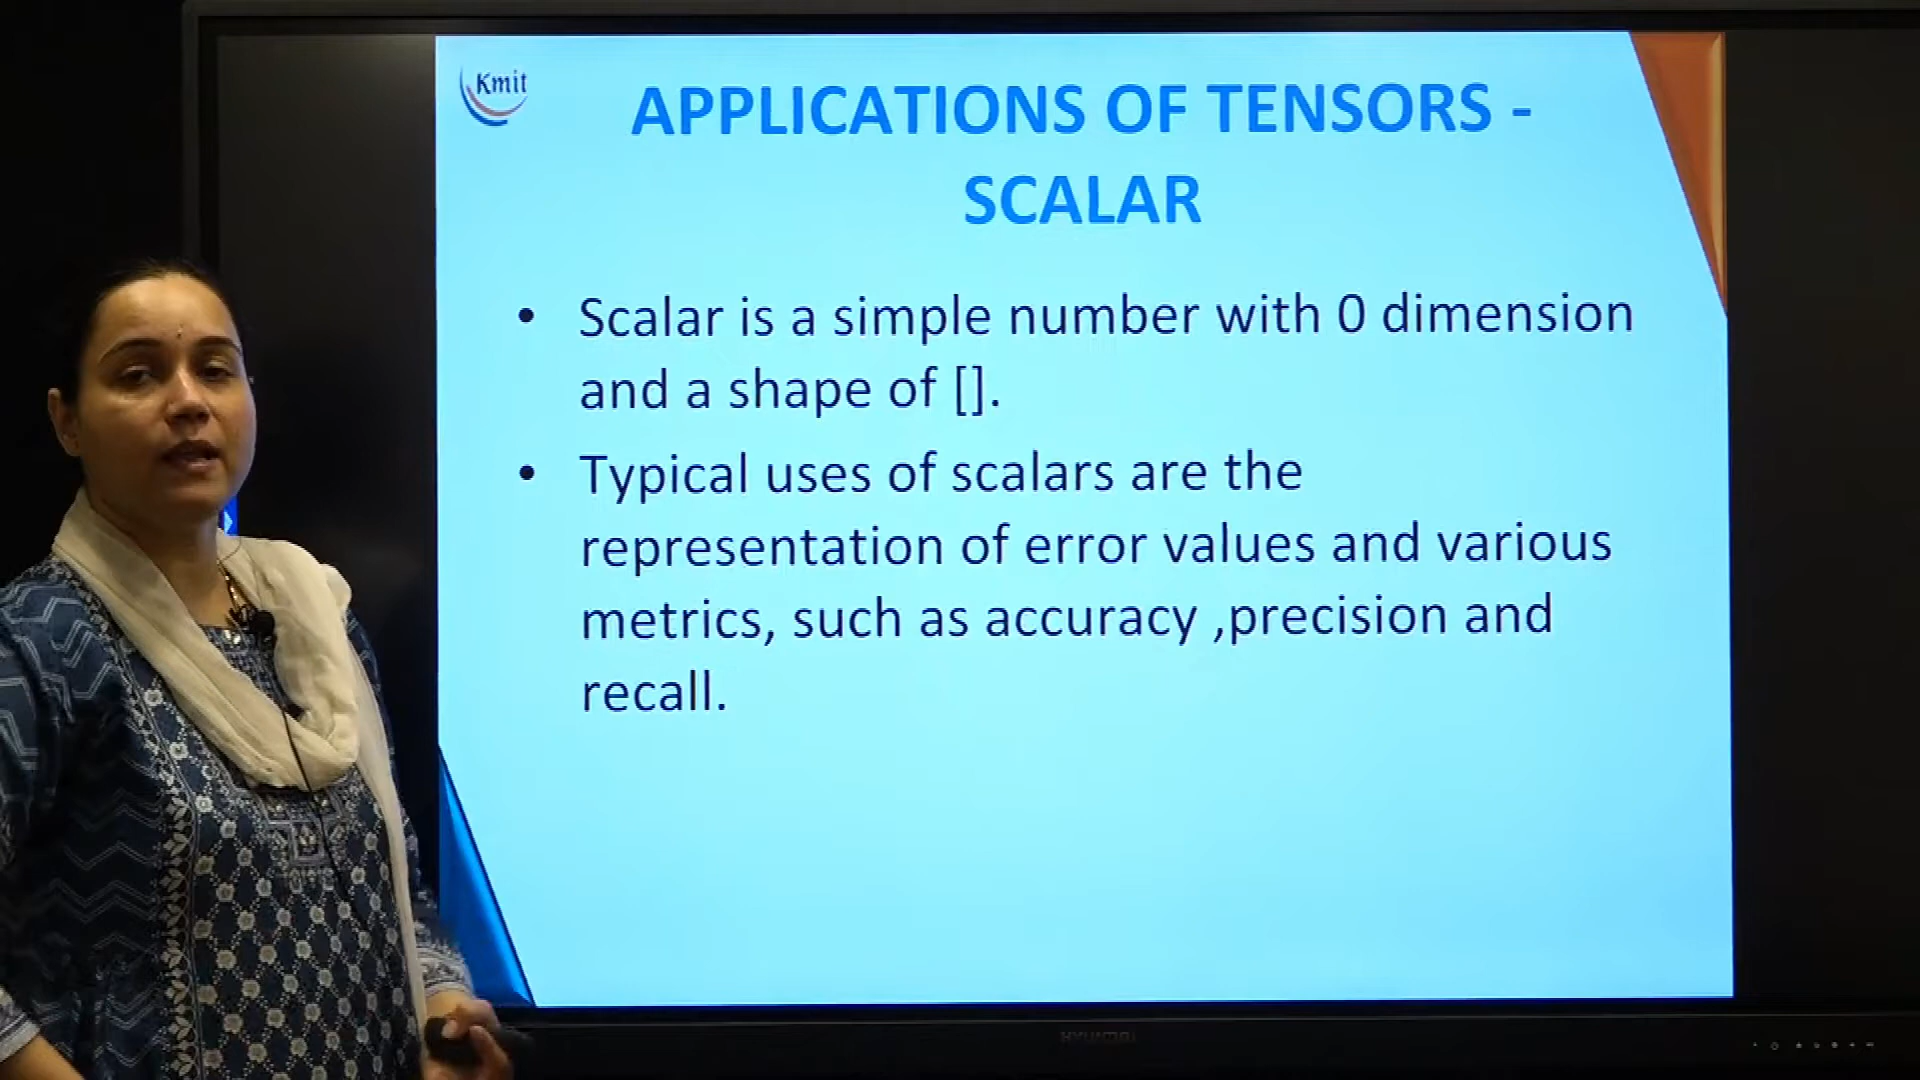 Kmit
APPLICATIONS OF TENSORS -
SCALAR
• Scalar is a simple number with 0 dimension
and a shape of [].
• Typical uses of scalars are the
representation of error values and various
metrics, such as accuracy ,precision and
recall.
HYUNDAI